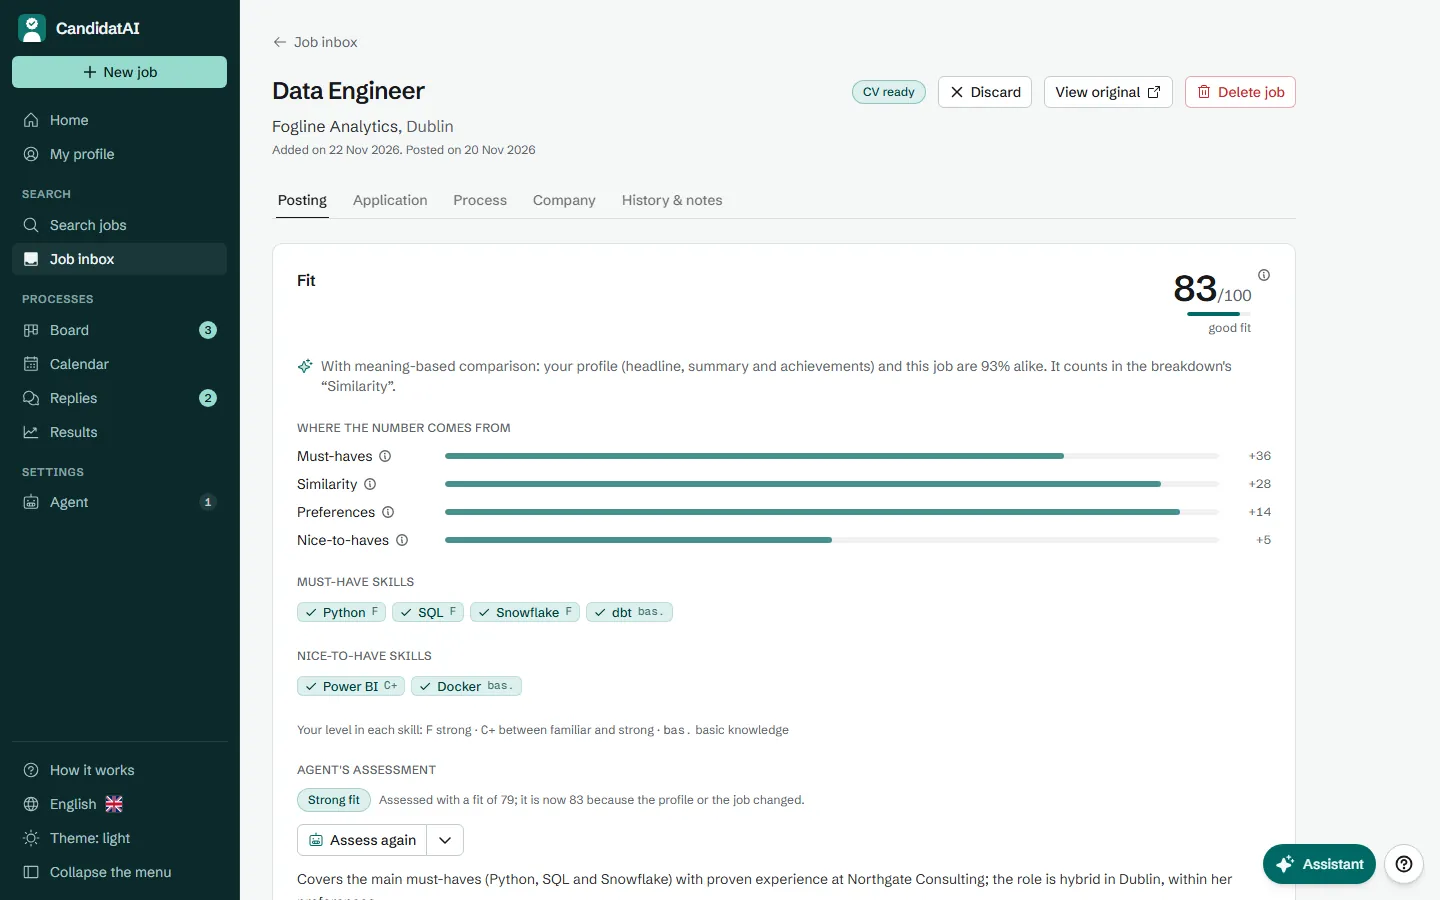 CandidatAI
New job
Home
My profile
SEARCH
Search jobs
Job inbox
PROCESSES
Board 3
Calendar
Replies 2
Results
SETTINGS
Agent 1
How it works
English
Theme: light
Collapse the menu
Job inbox
Data Engineer
CV ready
Discard
View original
Delete job
Fogline Analytics, Dublin
Added on 22 Nov 2026. Posted on 20 Nov 2026
Posting Application Process Company History & notes
Fit
83/100
good fit
With meaning-based comparison: your profile (headline, summary and achievements) and this job are 93% alike. It counts in the breakdown's
“Similarity”.
WHERE THE NUMBER COMES FROM
Must-haves +36
Similarity +28
Preferences +14
Nice-to-haves +5
MUST-HAVE SKILLS
Python F SQL F Snowflake F dbt bas.
NICE-TO-HAVE SKILLS
Power BI C+ Docker bas.
Your level in each skill: F strong · C+ between familiar and strong · bas. basic knowledge
AGENT'S ASSESSMENT
Strong fit Assessed with a fit of 79; it is now 83 because the profile or the job changed.
Assess again
Covers the main must-haves (Python, SQL and Snowflake) with proven experience at Northgate Consulting; the role is hybrid in Dublin, within her
Assistant